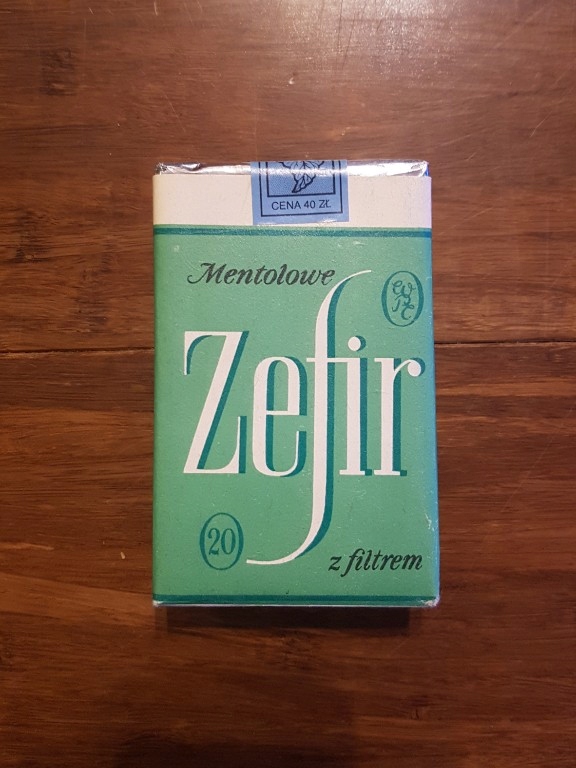 CENA 40 ZŁ
Mentolowe
Zefir
20
z filtrem